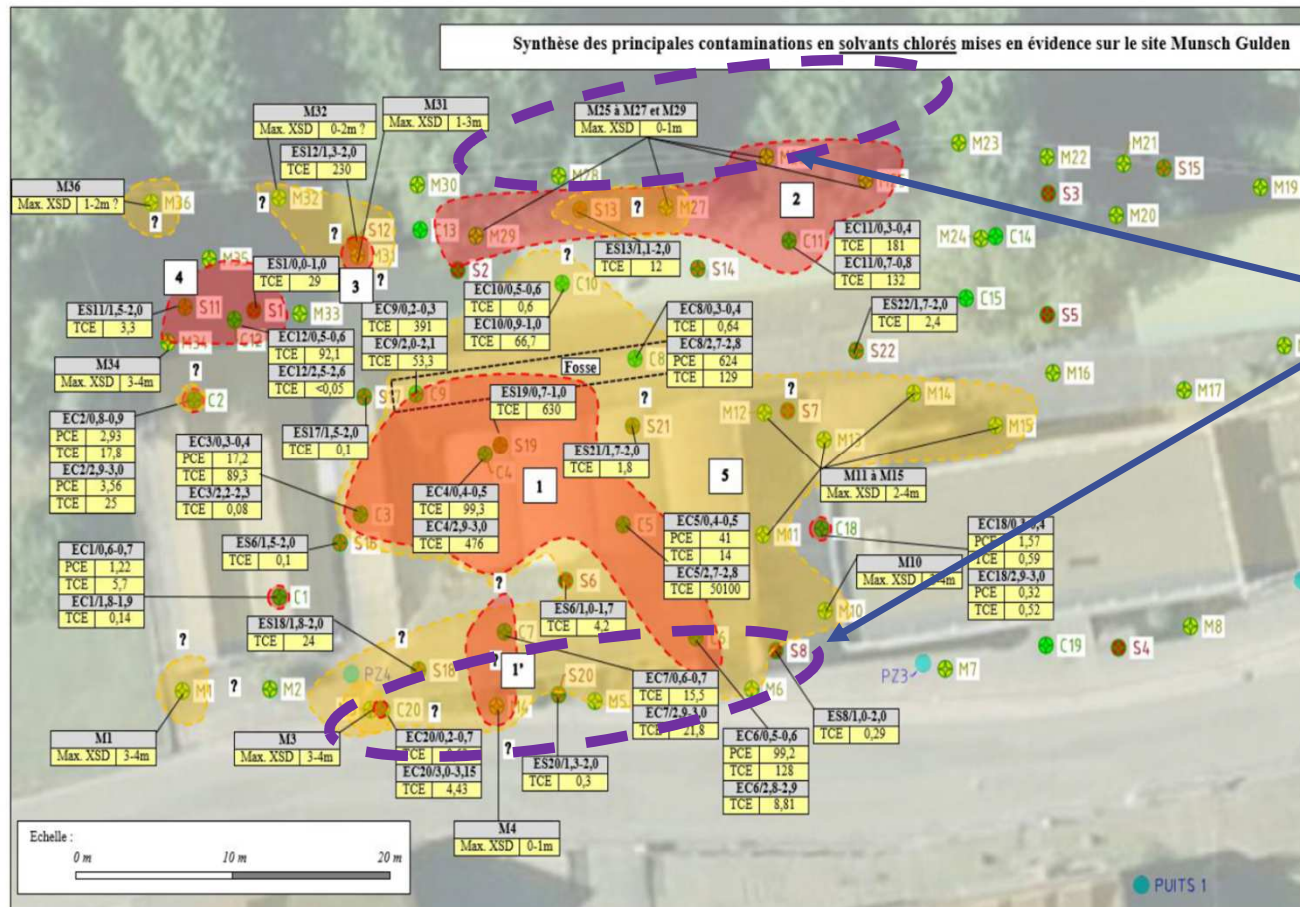 Synthèse des principales contaminations en solvants chlorés mises en évidence sur le site Munsch Gulden
M32
Max. XSD 0-2m ?
M31
Max. XSD 1-3m
M25 à M27 et M29
Max. XSD 0-1m
ES12/1,3-2,0
TCE 230
M36
Max. XSD 1-2m ?
M36
?
M32
?
?
M30
M28
M23
M22
M21
S15
M19
S3
M20
M24
C14
C15
S5
M16
M17
S12
M31
?
3
C13
M29
S13
?
M27
2
C11
S2
?
C10
S14
ES13/1,1-2,0
TCE 12
EC11/0,3-0,4
TCE 181
EC11/0,7-0,8
TCE 132
M35
4
ES1/0,0-1,0
TCE 29
ES11/1,5-2,0
TCE 3,3
S11
S1
C12
M33
M34
M34
Max. XSD 3-4m
EC9/0,2-0,3
TCE 391
EC9/2,0-2,1
TCE 53,3
EC10/0,5-0,6
TCE 0,6
EC10/0,9-1,0
TCE 66,7
EC8/0,3-0,4
TCE 0,64
EC8/2,7-2,8
PCE 624
TCE 129
ES22/1,7-2,0
TCE 2,4
S22
EC12/0,5-0,6
TCE 92,1
EC12/2,5-2,6
TCE <0,05
C8
Fosse
?
C2
S17
C9
ES19/0,7-1,0
TCE 630
?
S21
M12
?
S7
M14
M13
M15
EC2/0,8-0,9
PCE 2,93
TCE 17,8
EC2/2,9-3,0
PCE 3,56
TCE 25
EC3/0,3-0,4
PCE 17,2
TCE 89,3
EC3/2,2-2,3
TCE 0,08
ES17/1,5-2,0
TCE 0,1
S19
C4
ES21/1,7-2,0
TCE 1,8
M11 à M15
Max. XSD 2-4m
1
5
EC4/0,4-0,5
TCE 99,3
EC4/2,9-3,0
TCE 476
C3
C5
M11
C18
EC5/0,4-0,5
PCE 41
TCE 14
EC5/2,7-2,8
TCE 50100
PCE 1,57
TCE 0,59
EC18/2,9-3,0
PCE 0,32
TCE 0,52
ES6/1,5-2,0
TCE 0,1
EC1/0,6-0,7
PCE 1,22
TCE 5,7
EC1/1,8-1,9
TCE 0,14
C1
?
S6
M10
Max. XSD
M10
ES18/1,8-2,0
TCE 24
ES6/1,0-1,7
TCE 4,2
?
C7
?
C6
S8
M8
C19
S4
PZ3
M7
M1
?
M2
PZ4
S18
1'
S20
M5
M6
C20
?
M4
?
EC7/0,6-0,7
TCE 15,5
EC7/2,9-3,0
TCE 21,8
ES8/1,0-2,0
TCE 0,29
M1
Max. XSD 3-4m
M3
Max. XSD 3-4m
EC20/0,2-0,7
EC20/3,0-3,15
TCE 4,43
ES20/1,3-2,0
TCE 0,3
EC6/0,5-0,6
PCE 99,2
TCE 128
EC6/2,8-2,9
TCE 8,81
M4
Max. XSD 0-1m
Echelle :
0 m 10 m 20 m
PUITS 1